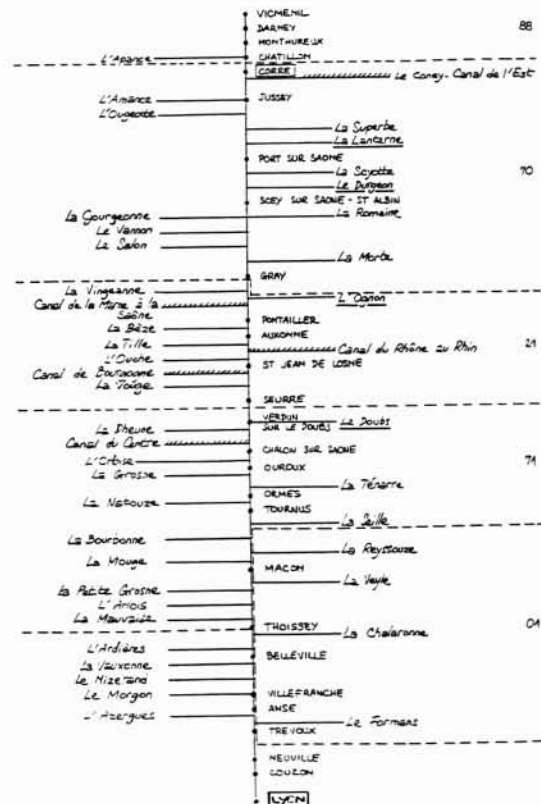 VICMENIL
DARNEY
88
MONTHUREUX
L'Apance CHATILLON
CORRE
Le Coney - Canal de l'Est
L'Amance JUSSEY
L'Ougeotte
La Superbe
La Lanterne
PORT SUR SAONE
La Scyotte 70
Le Durgeon
SCEY SUR SAONE - ST ALBIN
La Gourgeonne La Romaine
Le Vannon
Le Salon
La Morte
GRAY
La Vingeanne
Canal de la Marne à la Saône L'Ognon
PONTAILLER
La Bèze AUXONNE
La Tille Canal du Rhône au Rhin 21
L'Ouche ST JEAN DE LOSNE
Canal de Bourgogne
La Vouge
SEURRE
VERDUN SUR LE DOUBS Le Doubs
La Dheune
Canal du Centre
CHALON SUR SAONE
L'Orbise 71
La Grosne OUROUX
La Ténarre
ORMES
La Natouze TOURNUS
La Seille
La Bourbonne
La Reyssouze
La Mouge MACON
La Veyle
La Petite Grosne
L'Arlois
La Mauvaise
THOISSEY 01
La Chalaronne
L'Ardières BELLEVILLE
La Vauxonne
Le Nizerand
Le Morgon VILLEFRANCHE
ANSE
L'Azergues Le Formans
TREVOUX
NEUVILLE
COUZON
LYON